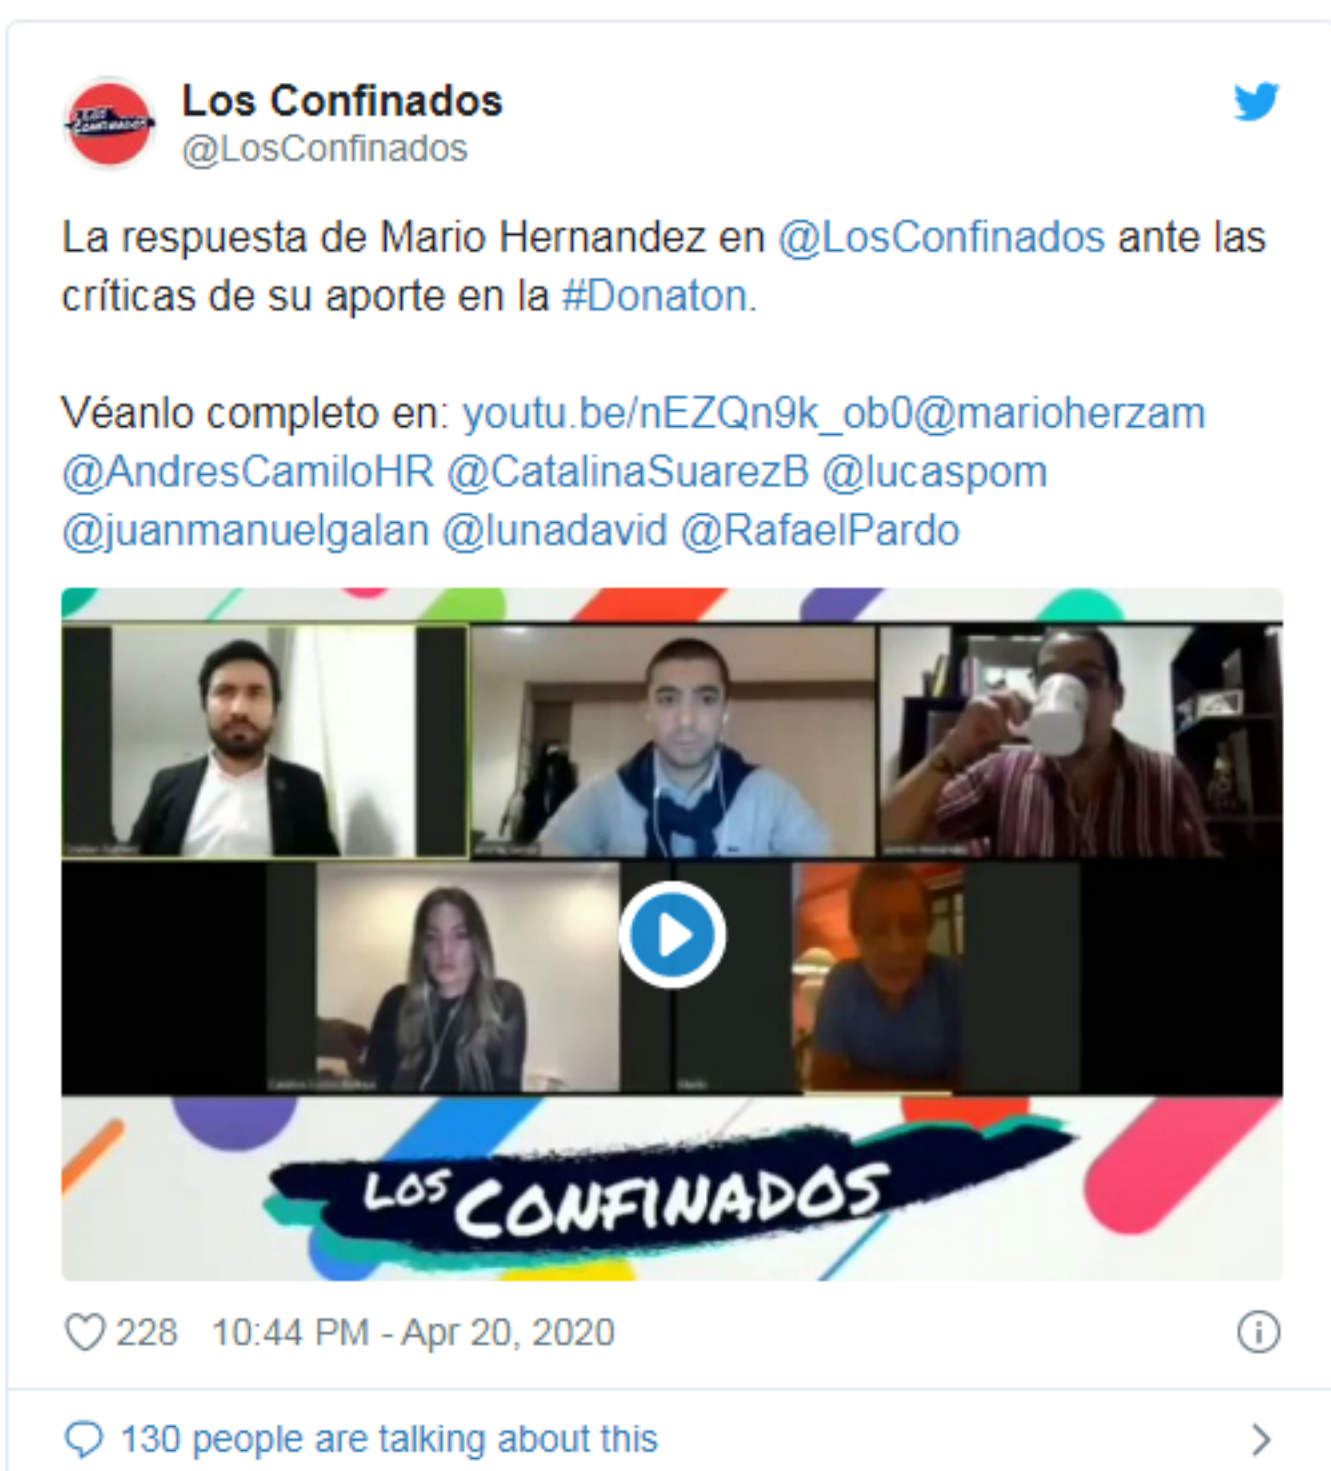 Los Confinados
@LosConfinados
La respuesta de Mario Hernandez en @LosConfinados ante las
críticas de su aporte en la #Donaton.
Véanlo completo en: youtu.be/nEZQn9k_ob0@marioherzam
@AndresCamiloHR @CatalinaSuarezB @lucaspom
@juanmanuelgalan @lunadavid @RafaelPardo
LOS CONFINADOS
228 10:44 PM - Apr 20, 2020
130 people are talking about this